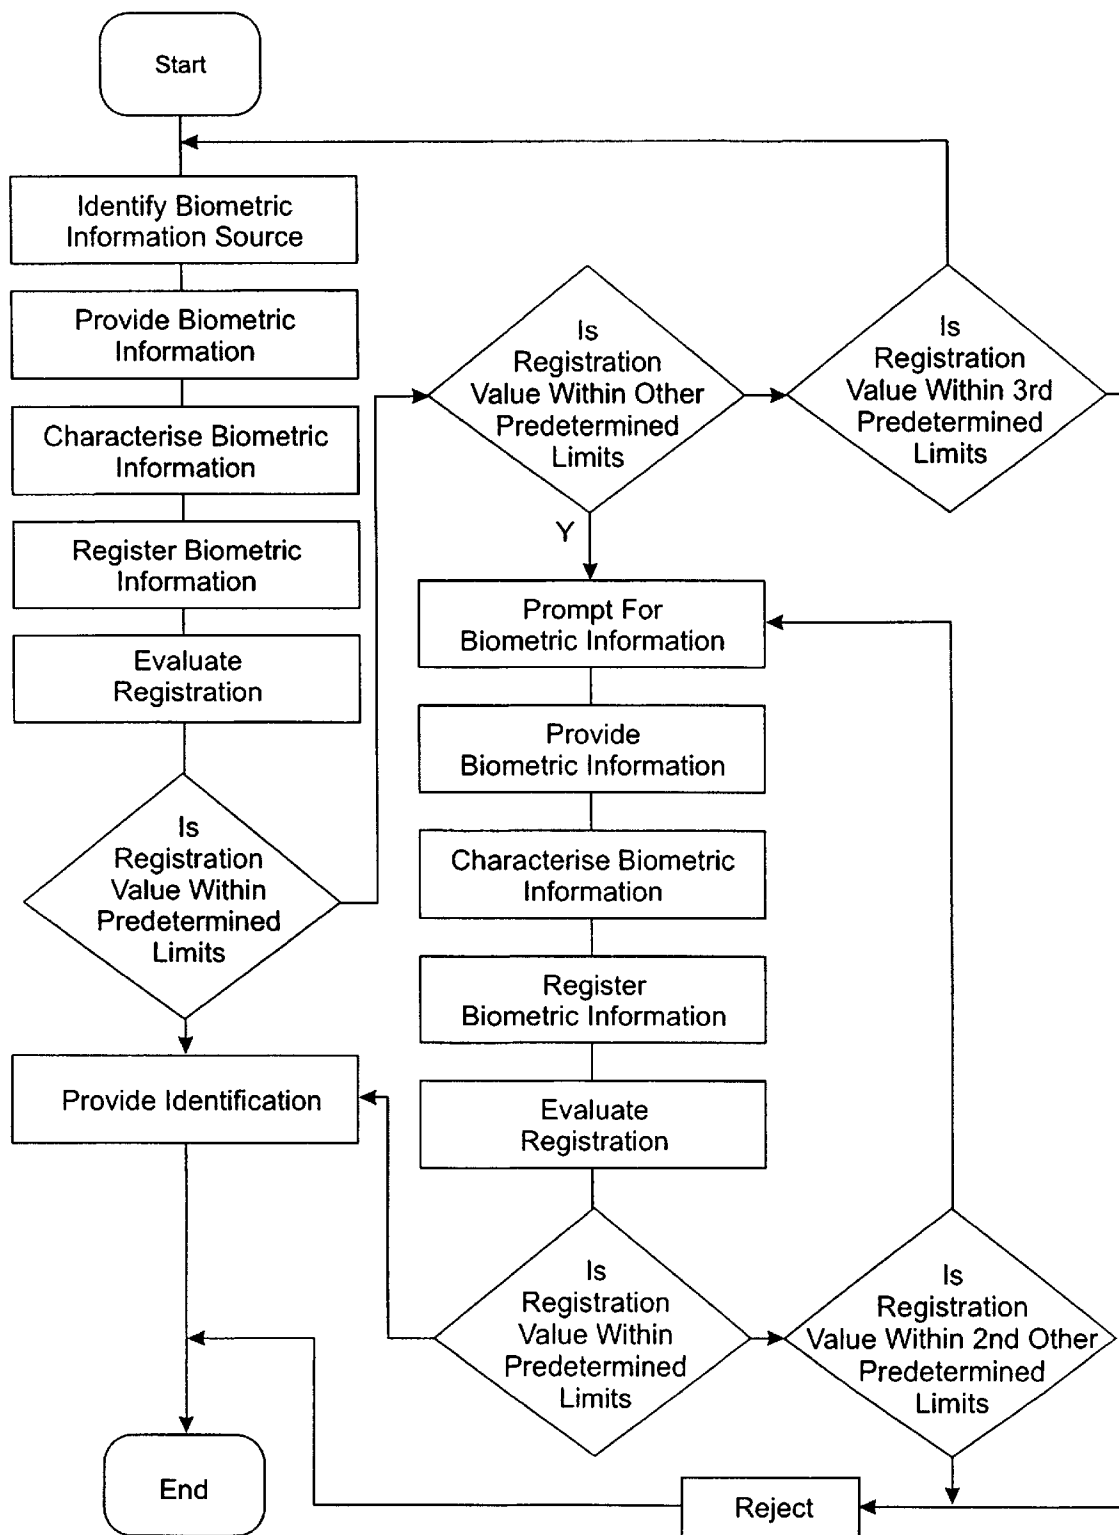 Start
Identify Biometric
Information Source
Provide Biometric
Information
Characterise Biometric
Information
Register Biometric
Information
Evaluate
Registration
Is
Registration
Value Within
Predetermined
Limits
Provide Identification
End
Is
Registration
Value Within Other
Predetermined
Limits
Y
Prompt For
Biometric Information
Provide
Biometric Information
Characterise Biometric
Information
Register
Biometric Information
Evaluate
Registration
Is
Registration
Value Within
Predetermined
Limits
Is
Registration
Value Within 3rd
Predetermined
Limits
Is
Registration
Value Within 2nd Other
Predetermined
Limits
Reject